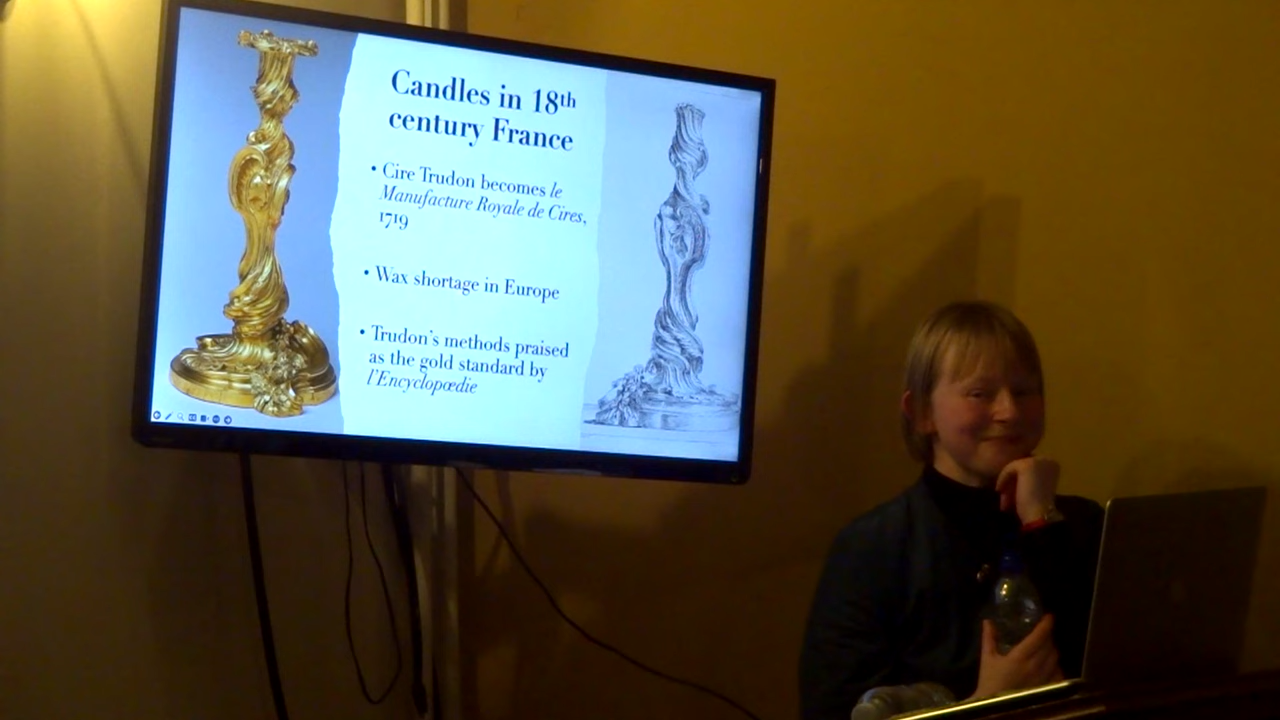 Candles in 18th
century France
• Cire Trudon becomes le
Manufacture Royale de Cires,
1719
• Wax shortage in Europe
• Trudon's methods praised
as the gold standard by
l'Encyclopœdie